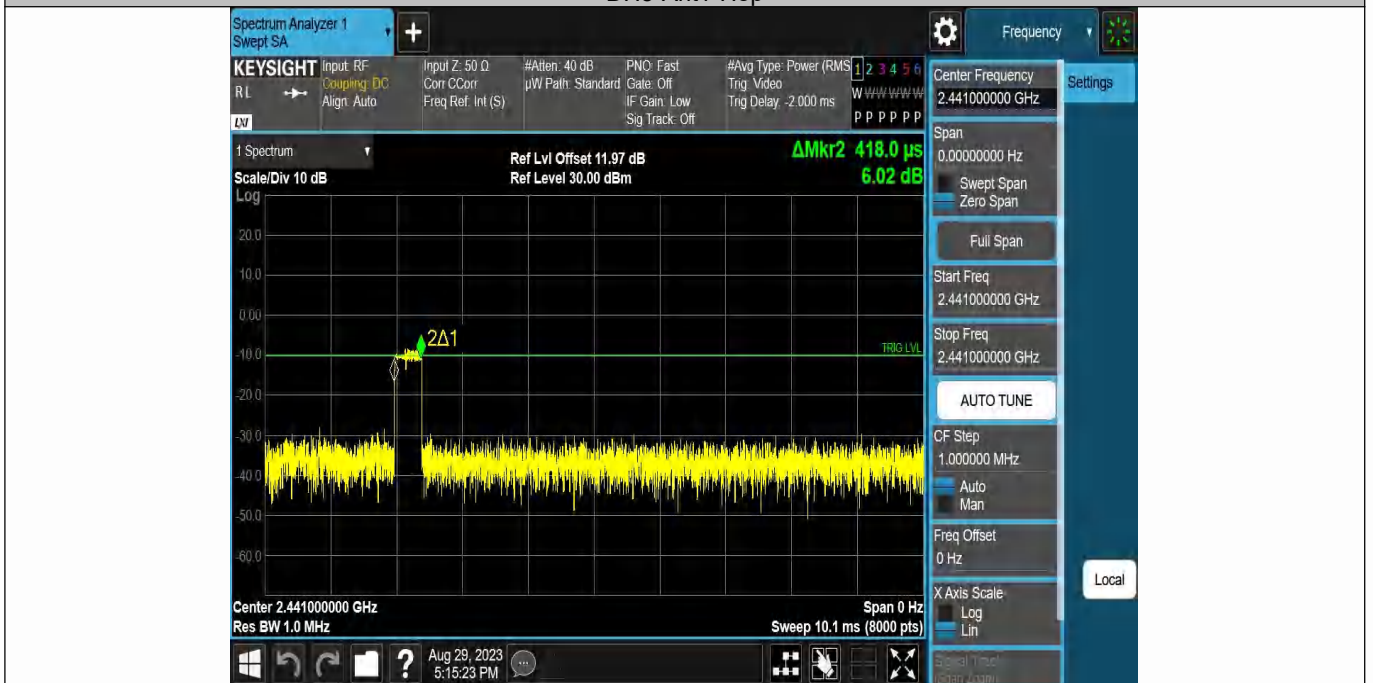 Spectrum Analyzer 1
Swept SA
+
Frequency
KEYSIGHT
RL
LXI
Input: RF
Coupling: DC
Align: Auto
Input Z: 50 Ω
Corr CCorr
Freq Ref: Int (S)
#Atten: 40 dB
µW Path: Standard
PNO: Fast
Gate: Off
IF Gain: Low
Sig Track: Off
#Avg Type: Power (RMS
Trig: Video
Trig Delay: -2.000 ms
1 2 3 4 5 6
W W W W W W
P P P P P P
1 Spectrum
Scale/Div 10 dB
Log
Ref Lvl Offset 11.97 dB
Ref Level 30.00 dBm
ΔMkr2 418.0 µs
6.02 dB
20.0
10.0
0.00
-10.0
-20.0
-30.0
-40.0
-50.0
-60.0
2Δ1
TRIG LVL
Center 2.441000000 GHz
Res BW 1.0 MHz
Span 0 Hz
Sweep 10.1 ms (8000 pts)
Center Frequency
2.441000000 GHz
Settings
Span
0.00000000 Hz
Swept Span
Zero Span
Full Span
Start Freq
2.441000000 GHz
Stop Freq
2.441000000 GHz
AUTO TUNE
CF Step
1.000000 MHz
Auto
Man
Freq Offset
0 Hz
X Axis Scale
Log
Lin
Local
?
Aug 29, 2023
5:15:23 PM